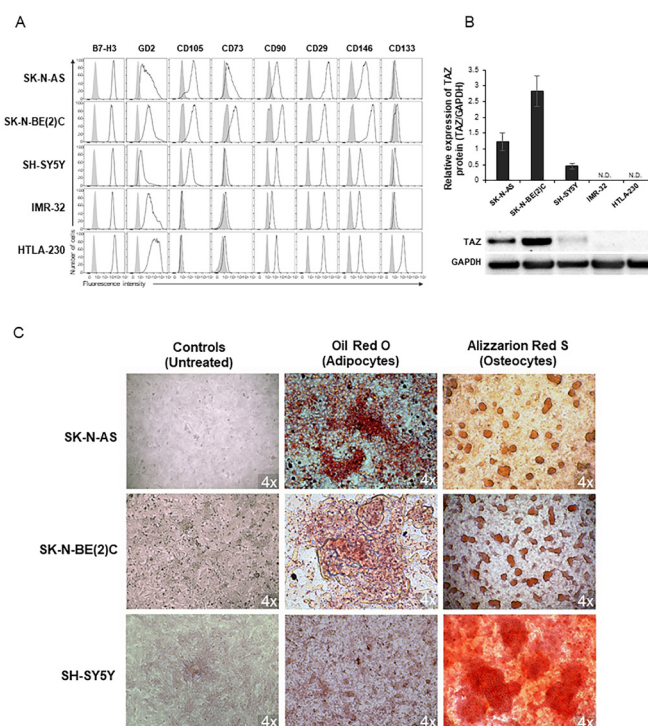 A
B7-H3 GD2 CD105 CD73 CD90 CD29 CD146 CD133
SK-N-AS
SK-N-BE(2)C
SH-SY5Y
IMR-32
HTLA-230
Number of cells
Fluorescence intensity
B
Relative expression of TAZ
protein (TAZ/GAPDH)
3.5
3
2.5
2
1.5
1
0.5
0
N.D. N.D.
SK-N-AS SK-N-BE(2)C SH-SY5Y IMR-32 HTLA-230
TAZ
GAPDH
C
Controls
(Untreated)
Oil Red O
(Adipocytes)
Alizzarion Red S
(Osteocytes)
SK-N-AS
4x 4x 4x
SK-N-BE(2)C
4x 4x 4x
SH-SY5Y
4x 4x 4x